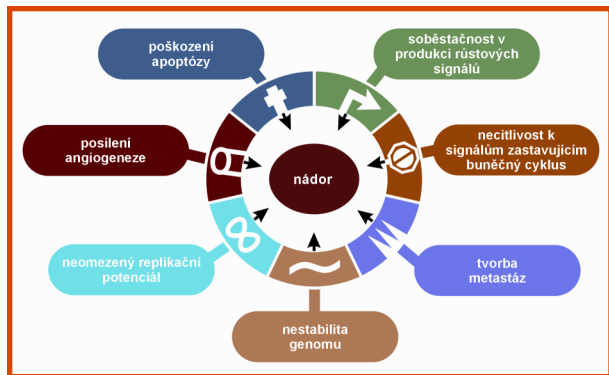 poškození
apoptózy
soběstačnost v
produkci růstových
signálů
posílení
angiogeneze
necitlivost k
signálům zastavujícím
buněčný cyklus
nádor
neomezený replikační
potenciál
tvorba
metastáz
nestabilita
genomu